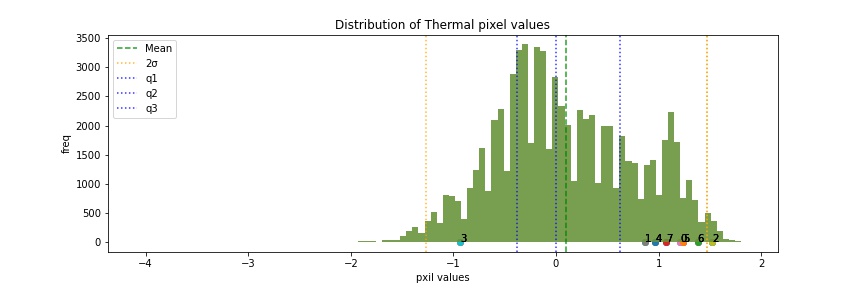 Distribution of Thermal pixel values
3500
3000
2500
2000
1500
1000
500
0
freq
Mean
2σ
q1
q2
q3
3
1 4 7 0 5 6 2
−4 −3 −2 −1 0 1 2
pxil values